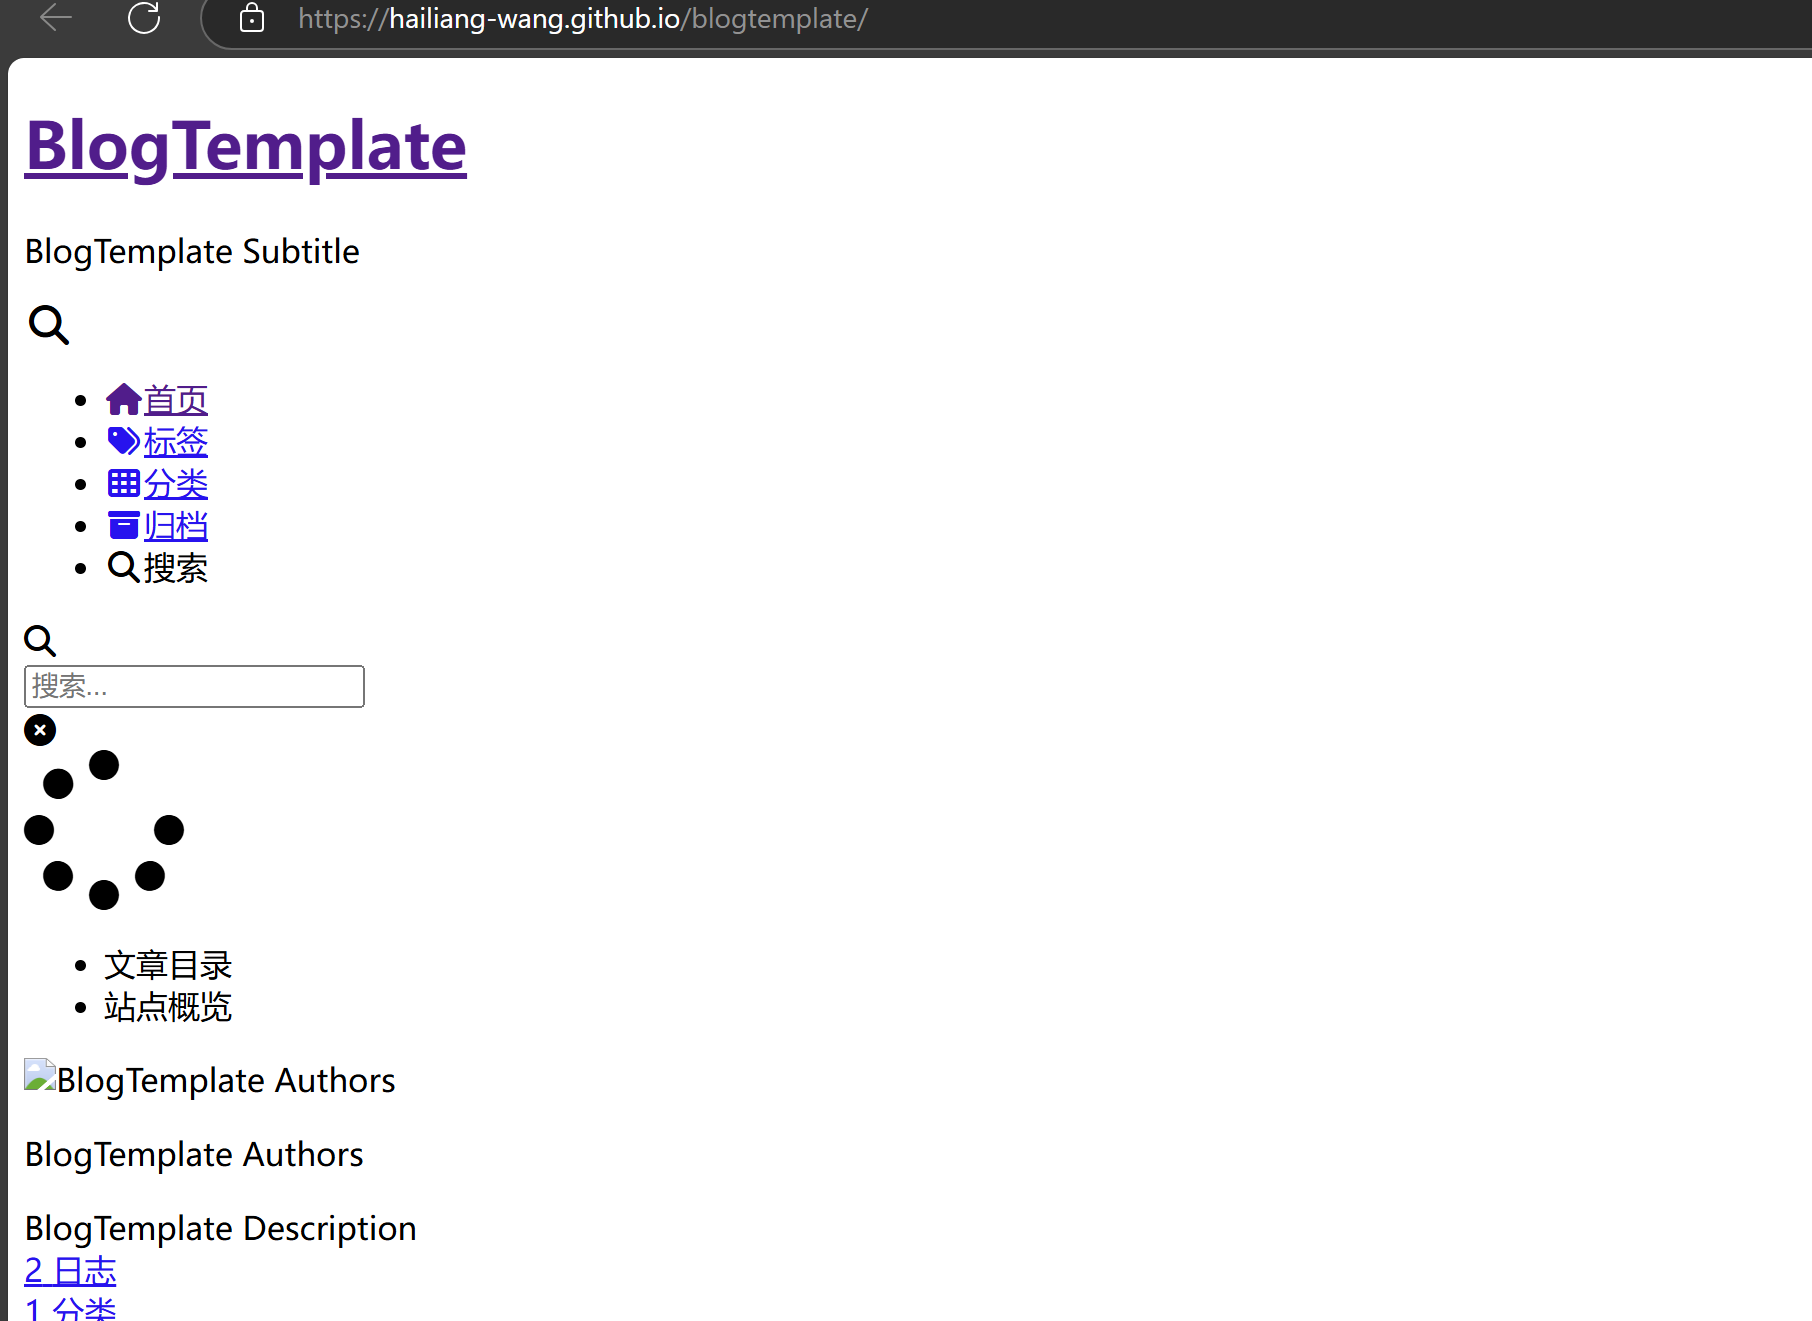 https://hailiang-wang.github.io/blogtemplate/
BlogTemplate
BlogTemplate Subtitle
首页
标签
分类
归档
搜索
搜索...
文章目录
站点概览
BlogTemplate Authors
BlogTemplate Authors
BlogTemplate Description
2 日志
1 分类